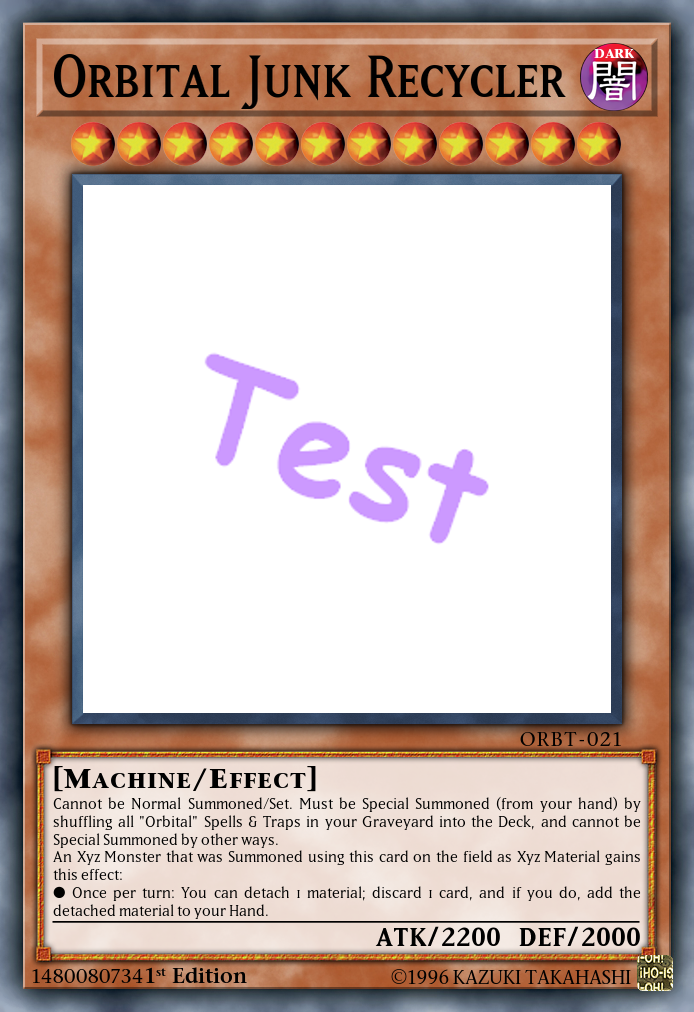 Orbital Junk Recycler
DARK
闇
Test
ORBT-021
[Machine/Effect]
Cannot be Normal Summoned/Set. Must be Special Summoned (from your hand) by
shuffling all "Orbital" Spells & Traps in your Graveyard into the Deck, and cannot be
Special Summoned by other ways.
An Xyz Monster that was Summoned using this card on the field as Xyz Material gains
this effect:
● Once per turn: You can detach 1 material; discard 1 card, and if you do, add the
detached material to your Hand.
ATK/2200 DEF/2000
14800807341st Edition
©1996 KAZUKI TAKAHASHI